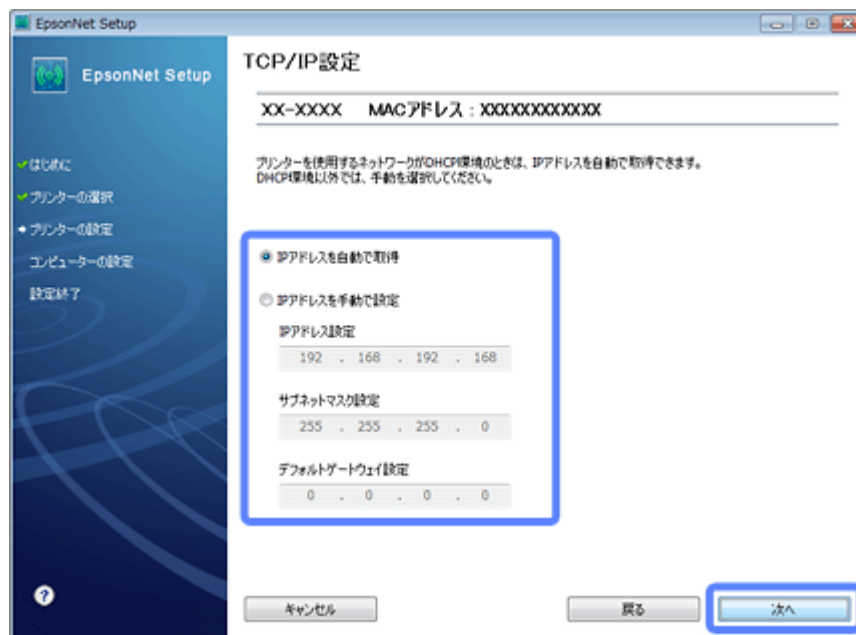 EpsonNet Setup
EpsonNet Setup
はじめに
プリンターの選択
プリンターの設定
コンピューターの設定
設定終了
TCP/IP設定
XX-XXXX MACアドレス：XXXXXXXXXXXX
プリンターを使用するネットワークがDHCP環境のときは、IPアドレスを自動で取得できます。
DHCP環境以外では、手動を選択してください。
IPアドレスを自動で取得
IPアドレスを手動で設定
IPアドレス設定
192 . 168 . 192 . 168
サブネットマスク設定
255 . 255 . 255 . 0
デフォルトゲートウェイ設定
0 . 0 . 0 . 0
?
キャンセル
戻る
次へ